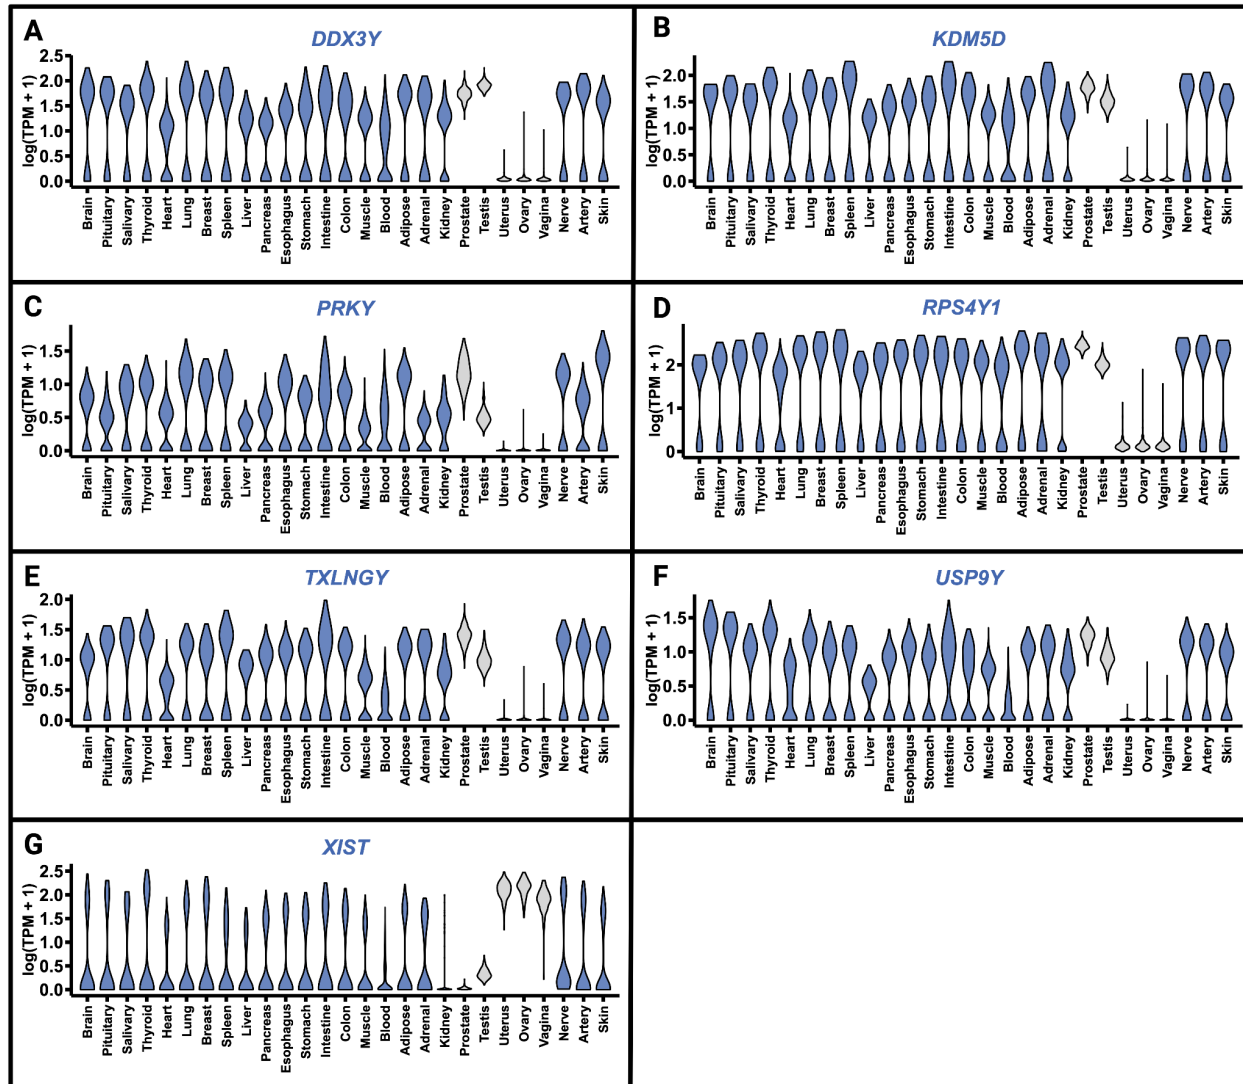 A
DDX3Y
log(TPM + 1)
2.5
2.0
1.5
1.0
0.5
0.0
Brain Pituitary Salivary Thyroid Heart Lung Breast Spleen Liver Pancreas Esophagus Stomach Intestine Colon Muscle Blood Adipose Adrenal Kidney Prostate Testis Uterus Ovary Vagina Nerve Artery Skin
B
KDM5D
log(TPM + 1)
2.0
1.5
1.0
0.5
0.0
Brain Pituitary Salivary Thyroid Heart Lung Breast Spleen Liver Pancreas Esophagus Stomach Intestine Colon Muscle Blood Adipose Adrenal Kidney Prostate Testis Uterus Ovary Vagina Nerve Artery Skin
C
PRKY
log(TPM + 1)
1.5
1.0
0.5
0.0
Brain Pituitary Salivary Thyroid Heart Lung Breast Spleen Liver Pancreas Esophagus Stomach Intestine Colon Muscle Blood Adipose Adrenal Kidney Prostate Testis Uterus Ovary Vagina Nerve Artery Skin
D
RPS4Y1
log(TPM + 1)
2
1
0
Brain Pituitary Salivary Thyroid Heart Lung Breast Spleen Liver Pancreas Esophagus Stomach Intestine Colon Muscle Blood Adipose Adrenal Kidney Prostate Testis Uterus Ovary Vagina Nerve Artery Skin
E
TXLNGY
log(TPM + 1)
2.0
1.5
1.0
0.5
0.0
Brain Pituitary Salivary Thyroid Heart Lung Breast Spleen Liver Pancreas Esophagus Stomach Intestine Colon Muscle Blood Adipose Adrenal Kidney Prostate Testis Uterus Ovary Vagina Nerve Artery Skin
F
USP9Y
log(TPM + 1)
1.5
1.0
0.5
0.0
Brain Pituitary Salivary Thyroid Heart Lung Breast Spleen Liver Pancreas Esophagus Stomach Intestine Colon Muscle Blood Adipose Adrenal Kidney Prostate Testis Uterus Ovary Vagina Nerve Artery Skin
G
XIST
log(TPM + 1)
2.5
2.0
1.5
1.0
0.5
0.0
Brain Pituitary Salivary Thyroid Heart Lung Breast Spleen Liver Pancreas Esophagus Stomach Intestine Colon Muscle Blood Adipose Adrenal Kidney Prostate Testis Uterus Ovary Vagina Nerve Artery Skin